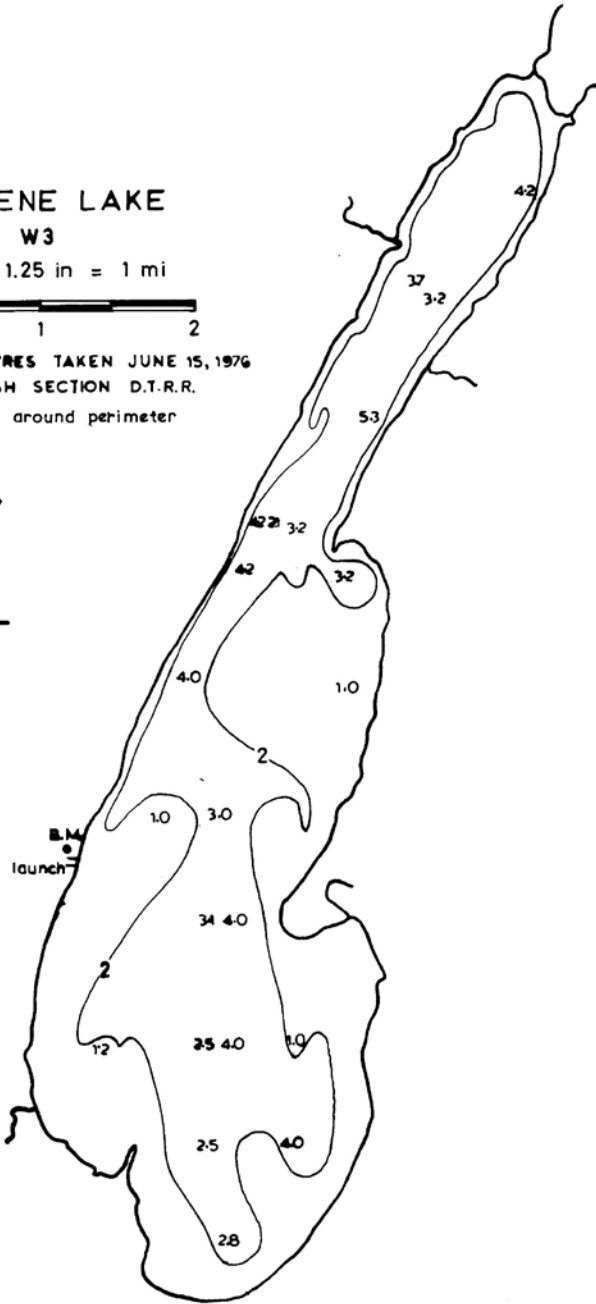 ENE LAKE
W3
1.25 in = 1 mi
1 2
RES TAKEN JUNE 15, 1976
H SECTION D.T.R.R.
around perimeter
4.2
3.7
3.2
5.3
3.2
4.2
3.2
4.0
1.0
2
1.0
3.0
B.M.
launch
3.1 4.0
2
1.2
2.5 4.0
1.0
2.5
4.0
2.8